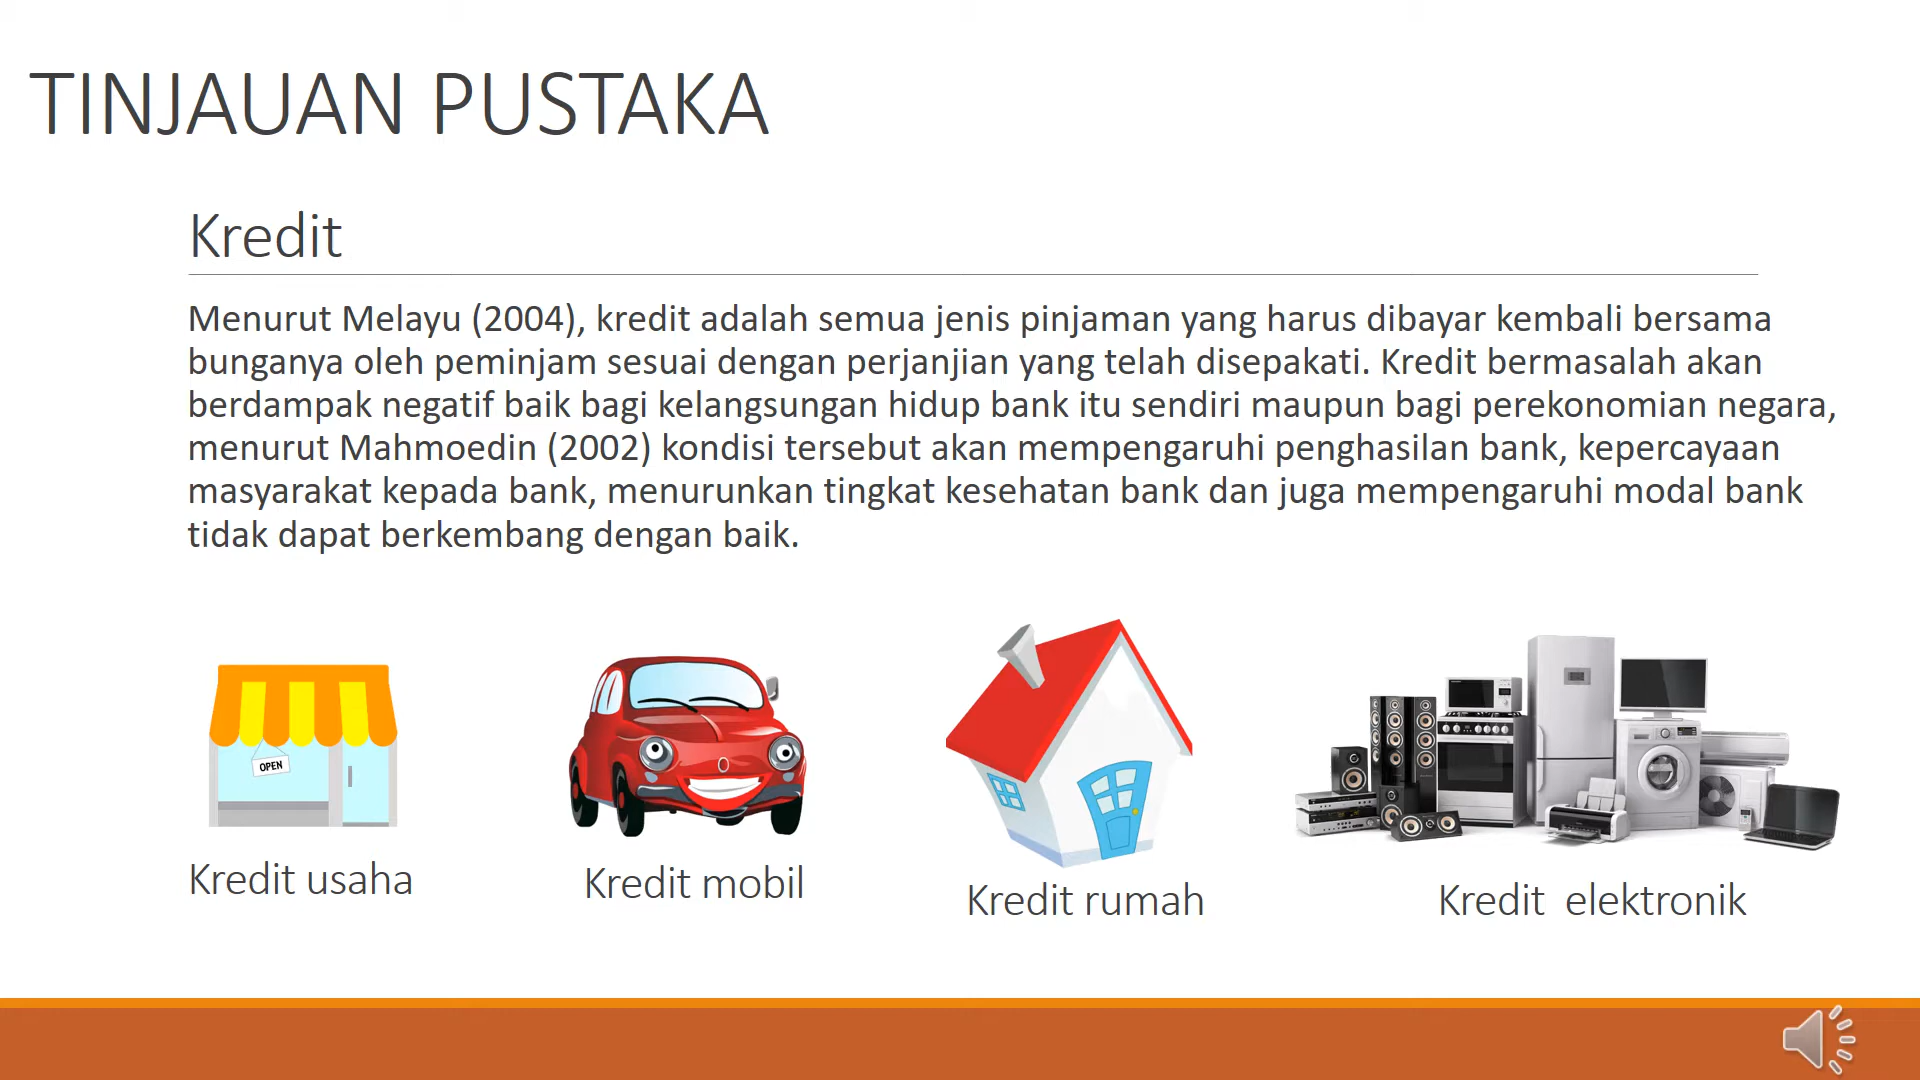 TINJAUAN PUSTAKA
Kredit
Menurut Melayu (2004), kredit adalah semua jenis pinjaman yang harus dibayar kembali bersama
bunganya oleh peminjam sesuai dengan perjanjian yang telah disepakati. Kredit bermasalah akan
berdampak negatif baik bagi kelangsungan hidup bank itu sendiri maupun bagi perekonomian negara,
menurut Mahmoedin (2002) kondisi tersebut akan mempengaruhi penghasilan bank, kepercayaan
masyarakat kepada bank, menurunkan tingkat kesehatan bank dan juga mempengaruhi modal bank
tidak dapat berkembang dengan baik.
OPEN
Kredit usaha
Kredit mobil
Kredit rumah
Kredit  elektronik